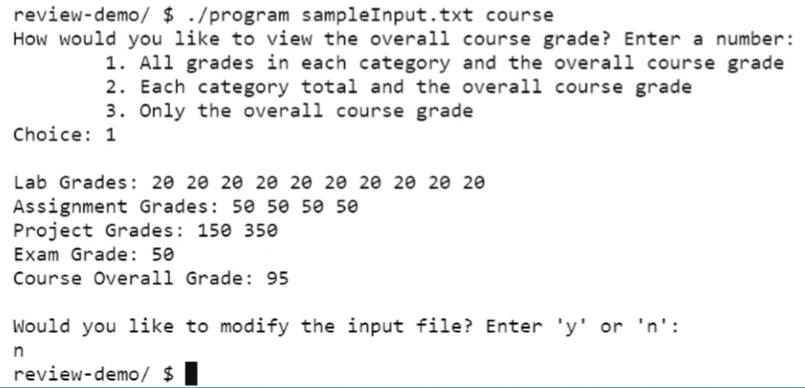 review-demo/ $ ./program sampleInput.txt course
How would you like to view the overall course grade? Enter a number:
1. All grades in each category and the overall course grade
2. Each category total and the overall course grade
3. Only the overall course grade
Choice: 1
Lab Grades: 20 20 20 20 20 20 20 20 20 20
Assignment Grades: 50 50 50 50
Project Grades: 150 350
Exam Grade: 50
Course Overall Grade: 95
Would you like to modify the input file? Enter 'y' or 'n':
n
review-demo/ $